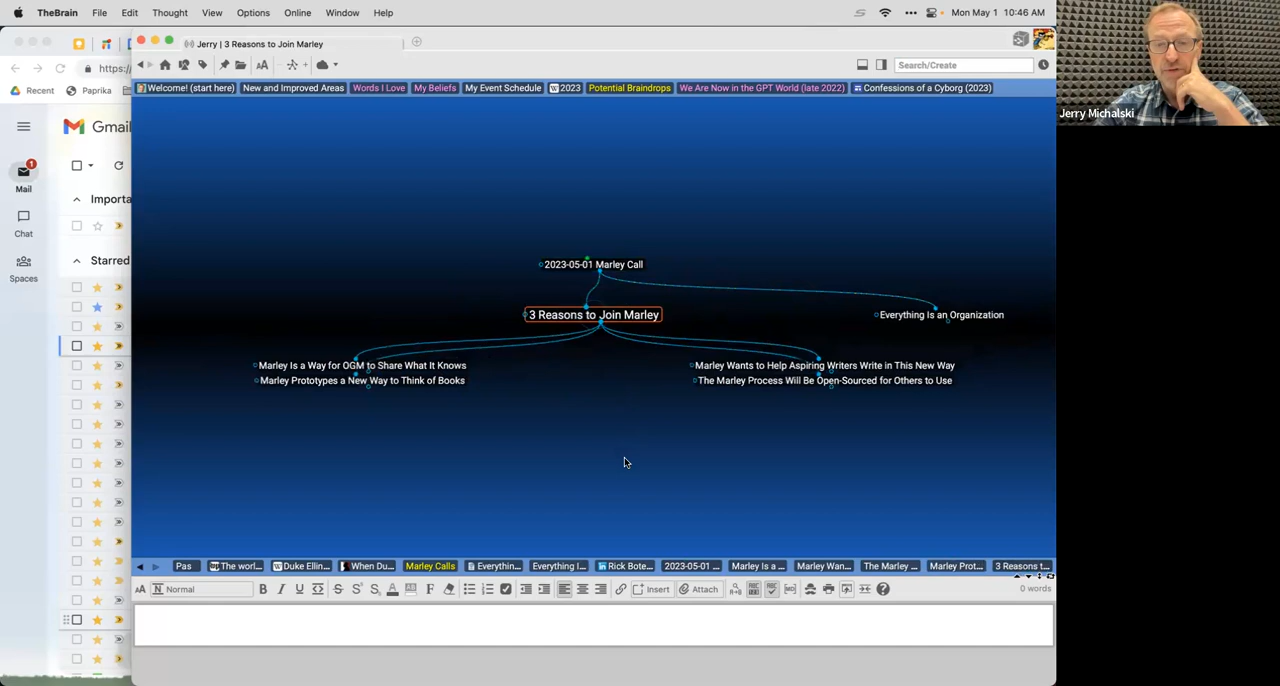 TheBrain File Edit Thought View Options Online Window Help Mon May 1 10:46 AM
Jerry | 3 Reasons to Join Marley
https:/
Search/Create
Recent Paprika
Welcome! (start here) New and Improved Areas Words I Love My Beliefs My Event Schedule 2023 Potential Braindrops We Are Now in the GPT World (late 2022) Confessions of a Cyborg (2023)
Jerry Michalski
Gmail
1
Mail
Importa
Chat
Spaces
Starred
2023-05-01 Marley Call
3 Reasons to Join Marley
Everything Is an Organization
Marley Is a Way for OGM to Share What It Knows
Marley Prototypes a New Way to Think of Books
Marley Wants to Help Aspiring Writers Write in This New Way
The Marley Process Will Be Open-Sourced for Others to Use
Pas The worl... Duke Ellin... When Du... Marley Calls Everythin... Everything I... Rick Bote... 2023-05-01 ... Marley Is a ... Marley Wan... The Marley ... Marley Prot... 3 Reasons t...
Normal Insert Attach 0 words